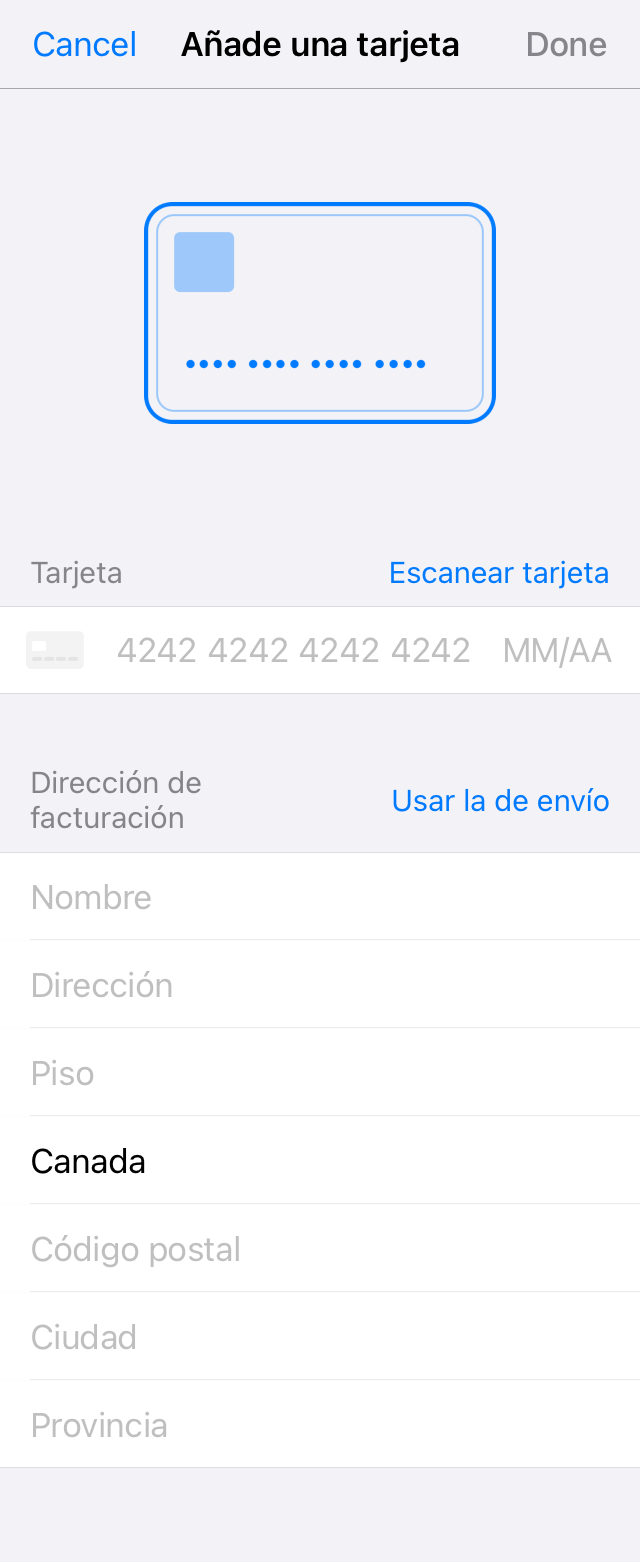 Cancel Añade una tarjeta Done
Tarjeta Escanear tarjeta
4242 4242 4242 4242 MM/AA
Dirección de
facturación
Usar la de envío
Nombre
Dirección
Piso
Canada
Código postal
Ciudad
Provincia